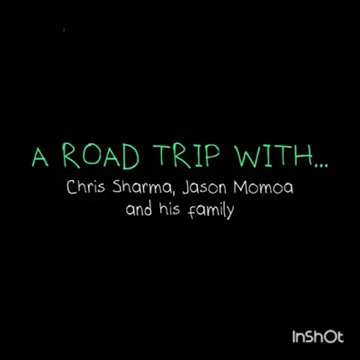 A ROAD TRIP WITH...
Chris Sharma, Jason Momoa
and his family
InShOt